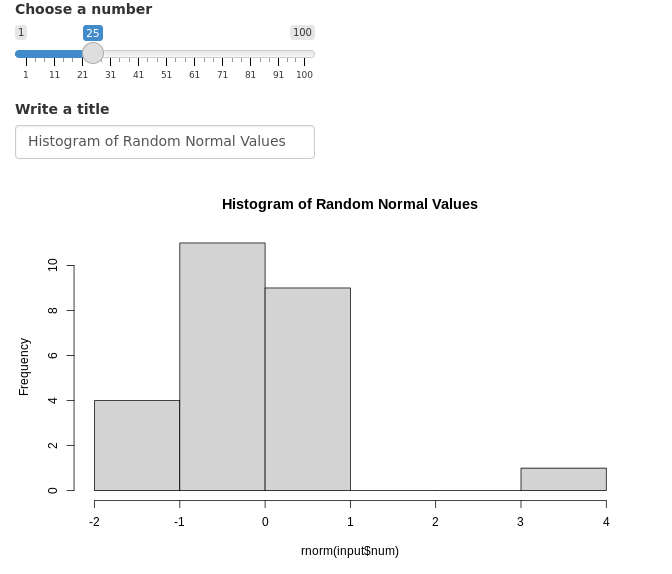 Choose a number
1 25 100
1 11 21 31 41 51 61 71 81 91 100
Write a title
Histogram of Random Normal Values
Histogram of Random Normal Values
Frequency
10
8
6
4
2
0
-2 -1 0 1 2 3 4
rnorm(input$num)